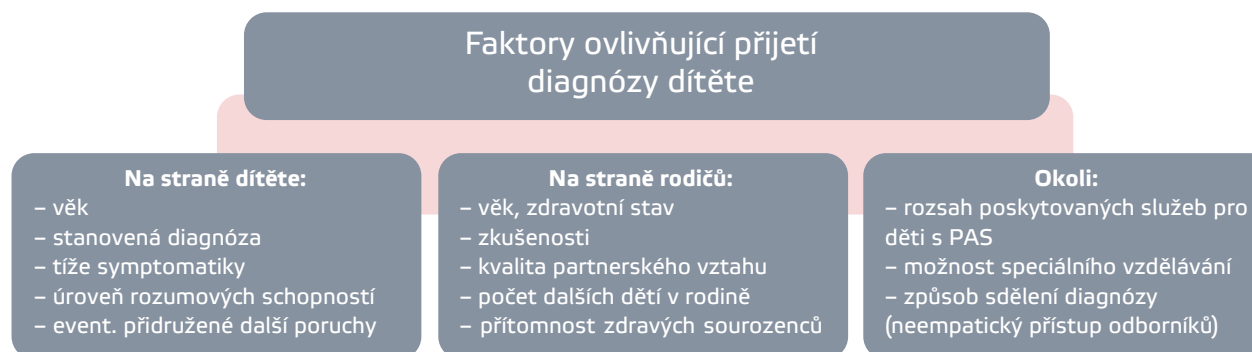 Faktory ovlivňující přijetí
diagnózy dítěte
Na straně dítěte:
– věk
– stanovená diagnóza
– tíže symptomatiky
– úroveň rozumových schopností
– event. přidružené další poruchy
Na straně rodičů:
– věk, zdravotní stav
– zkušenosti
– kvalita partnerského vztahu
– počet dalších dětí v rodině
– přítomnost zdravých sourozenců
Okoli:
– rozsah poskytovaných služeb pro
děti s PAS
– možnost speciálního vzdělávání
– způsob sdělení diagnózy
(neempatický přístup odborníků)